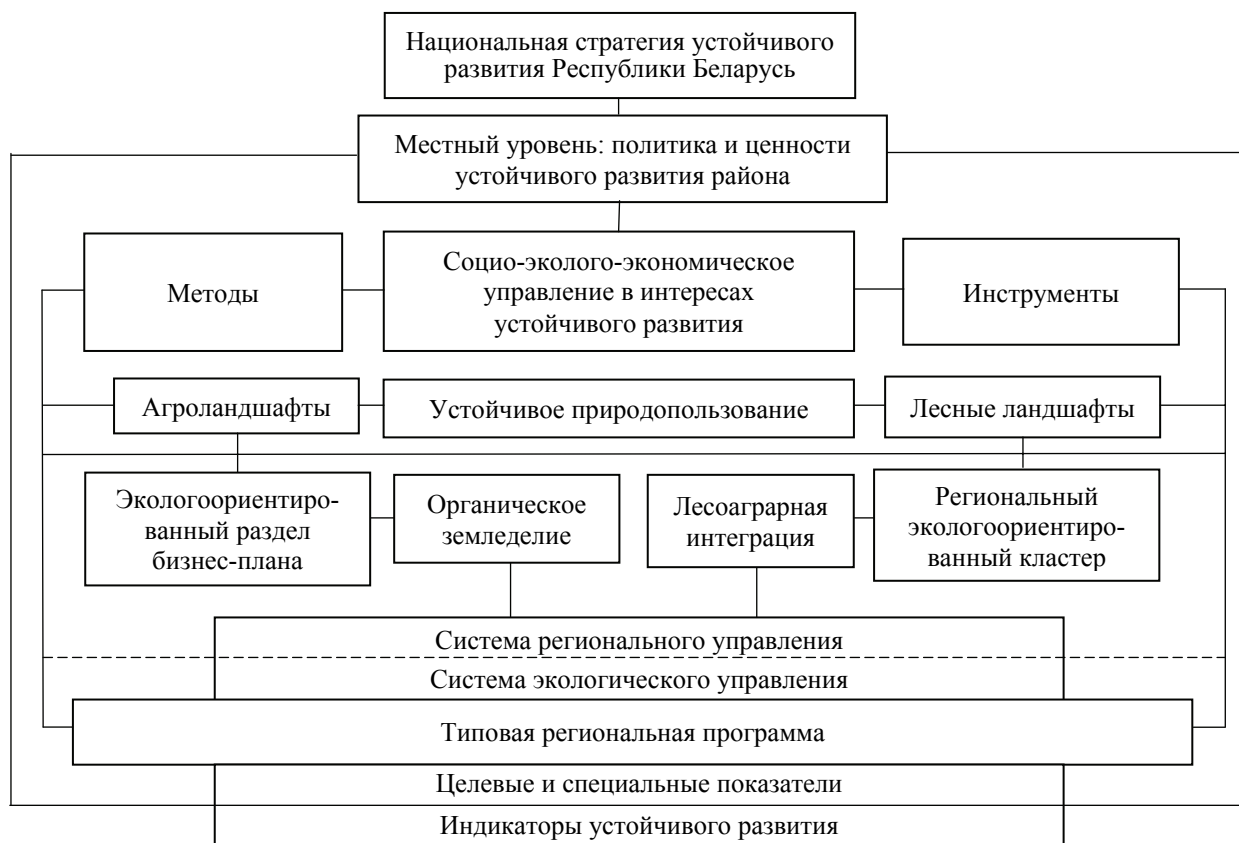 Национальная стратегия устойчивого
развития Республики Беларусь
Местный уровень: политика и ценности
устойчивого развития района
Методы
Социо-эколого-экономическое
управление в интересах
устойчивого развития
Инструменты
Агроландшафты
Устойчивое природопользование
Лесные ландшафты
Экологоориентиро-
ванный раздел
бизнес-плана
Органическое
земледелие
Лесоаграрная
интеграция
Региональный
экологоориентиро-
ванный кластер
Система регионального управления
Система экологического управления
Типовая региональная программа
Целевые и специальные показатели
Индикаторы устойчивого развития